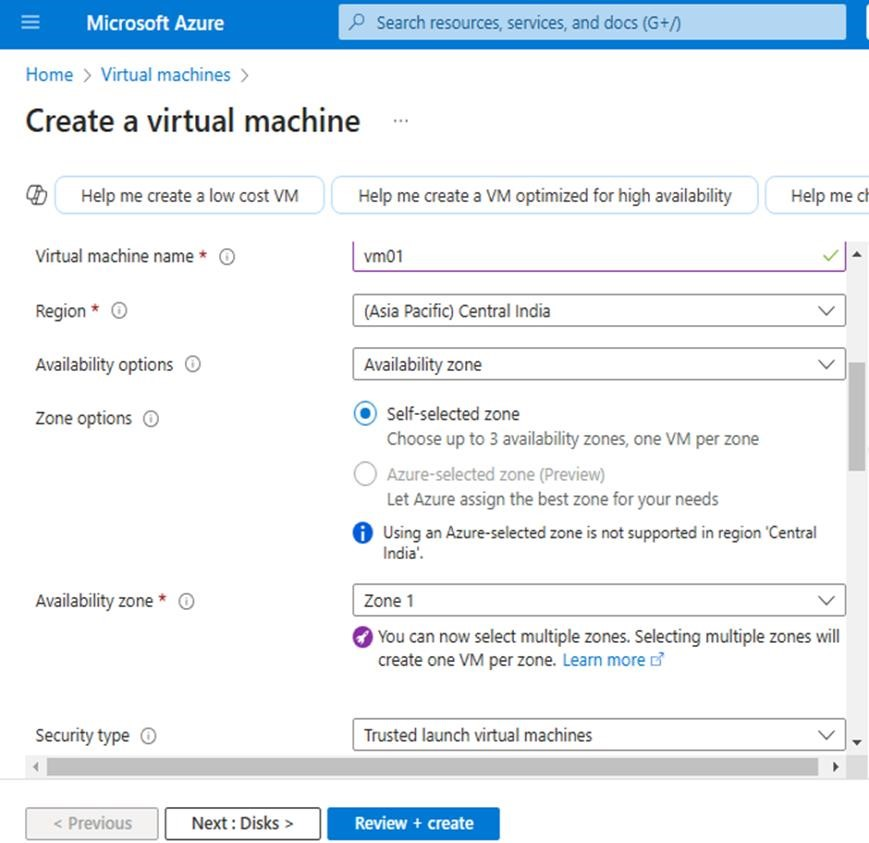 Microsoft Azure
Search resources, services, and docs (G+/)
Home > Virtual machines >
Create a virtual machine ...
Help me create a low cost VM
Help me create a VM optimized for high availability
Help me ch
Virtual machine name *
vm01
Region *
(Asia Pacific) Central India
Availability options
Availability zone
Zone options
Self-selected zone
Choose up to 3 availability zones, one VM per zone
Azure-selected zone (Preview)
Let Azure assign the best zone for your needs
Using an Azure-selected zone is not supported in region 'Central
India'.
Availability zone *
Zone 1
You can now select multiple zones. Selecting multiple zones will
create one VM per zone. Learn more
Security type
Trusted launch virtual machines
< Previous
Next : Disks >
Review + create